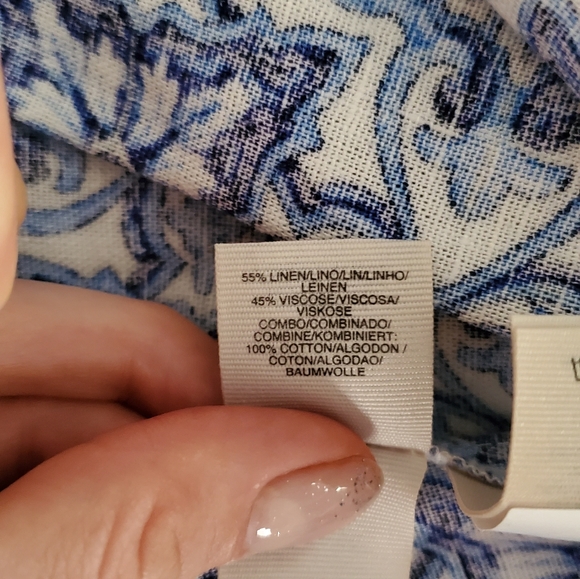 55% LINEN/LINO/LIN/LINHO/
LEINEN
45% VISCOSE/VISCOSA/
VISKOSE
COMBO/COMBINADO/
COMBINE/KOMBINIERT:
100% COTTON/ALGODON /
COTON/ALGODAO/
BAUMWOLLE